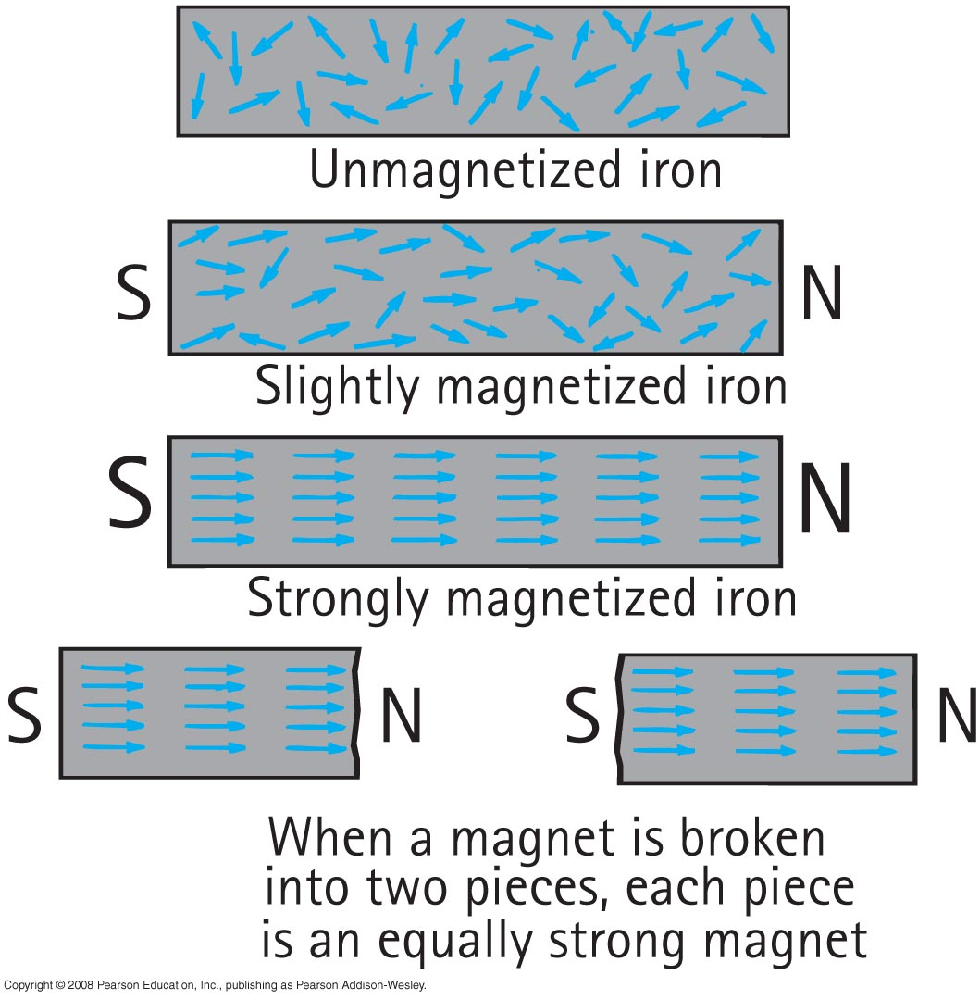 Unmagnetized iron
S N
Slightly magnetized iron
S N
Strongly magnetized iron
S N S N
When a magnet is broken
into two pieces, each piece
is an equally strong magnet
Copyright © 2008 Pearson Education, Inc., publishing as Pearson Addison-Wesley.